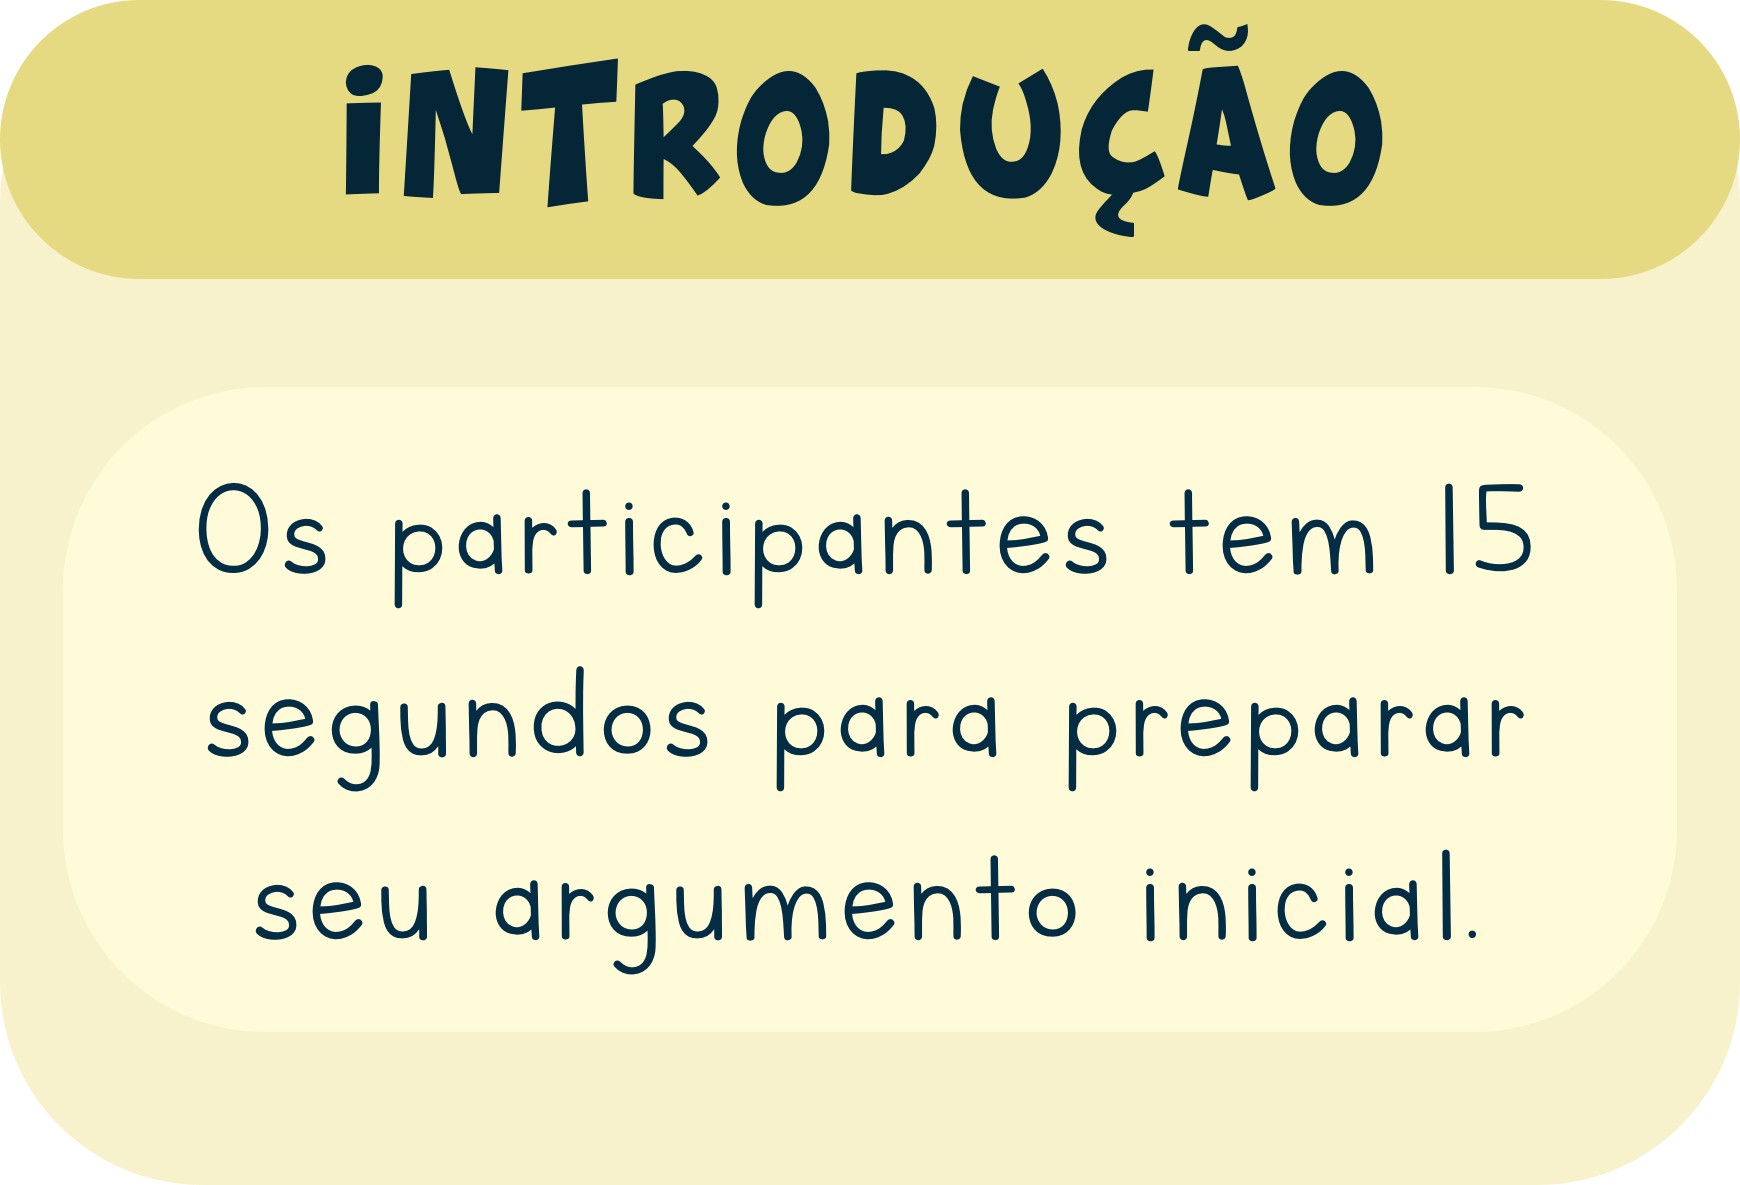 iNTRODUÇÃO
Os participantes tem 15
segundos para preparar
seu argumento inicial.